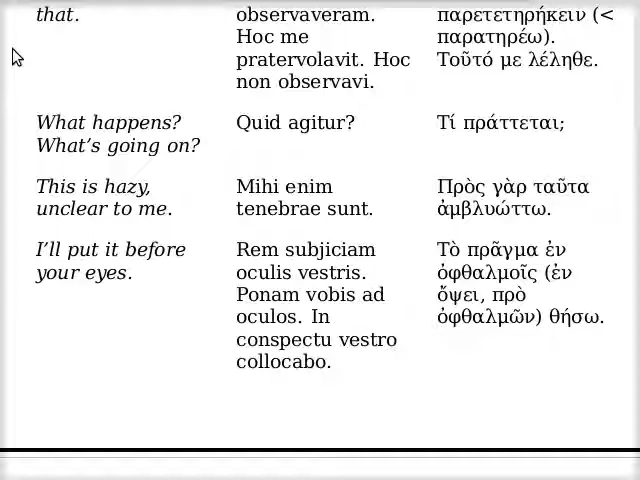 that.
observaveram.
Hoc me
pratervolavit. Hoc
non observavi.
παρετετηρήκειν (<
παρατηρέω).
Τοῦτό με λέληθε.
What happens?
What’s going on?
Quid agitur?
Τί πράττεται;
This is hazy,
unclear to me.
Mihi enim
tenebrae sunt.
Πρὸς γὰρ ταῦτα
ἀμβλυώττω.
I’ll put it before
your eyes.
Rem subjiciam
oculis vestris.
Ponam vobis ad
oculos. In
conspectu vestro
collocabo.
Τὸ πρᾶγμα ἐν
ὀφθαλμοῖς (ἐν
ὄψει, πρὸ
ὀφθαλμῶν) θήσω.